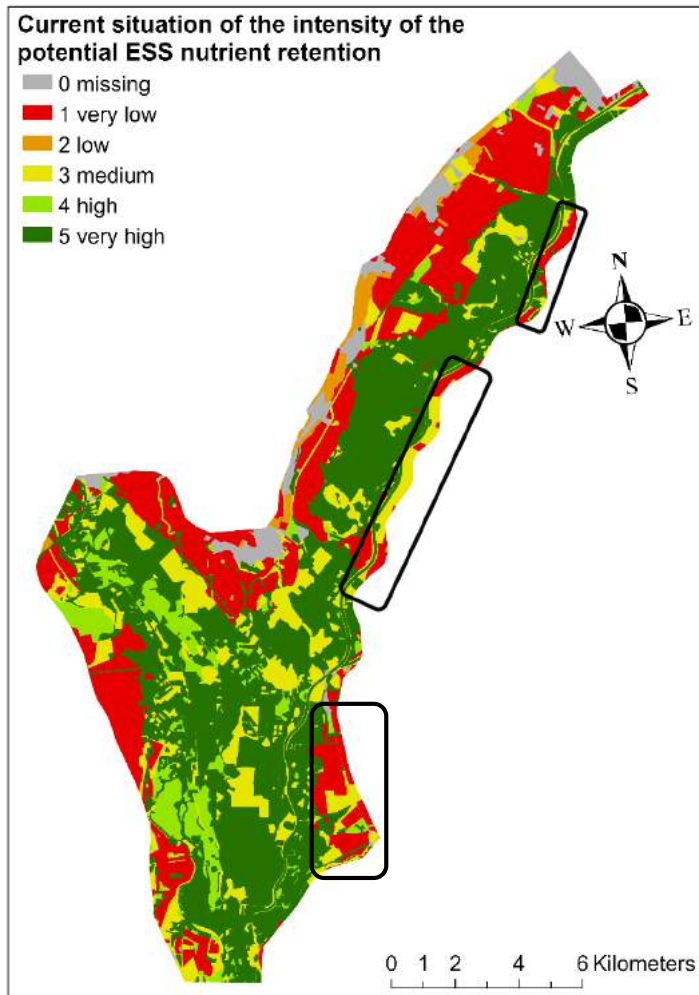 Current situation of the intensity of the
potential ESS nutrient retention
0 missing
1 very low
2 low
3 medium
4 high
5 very high
N
W E
S
0 1 2 4 6 Kilometers